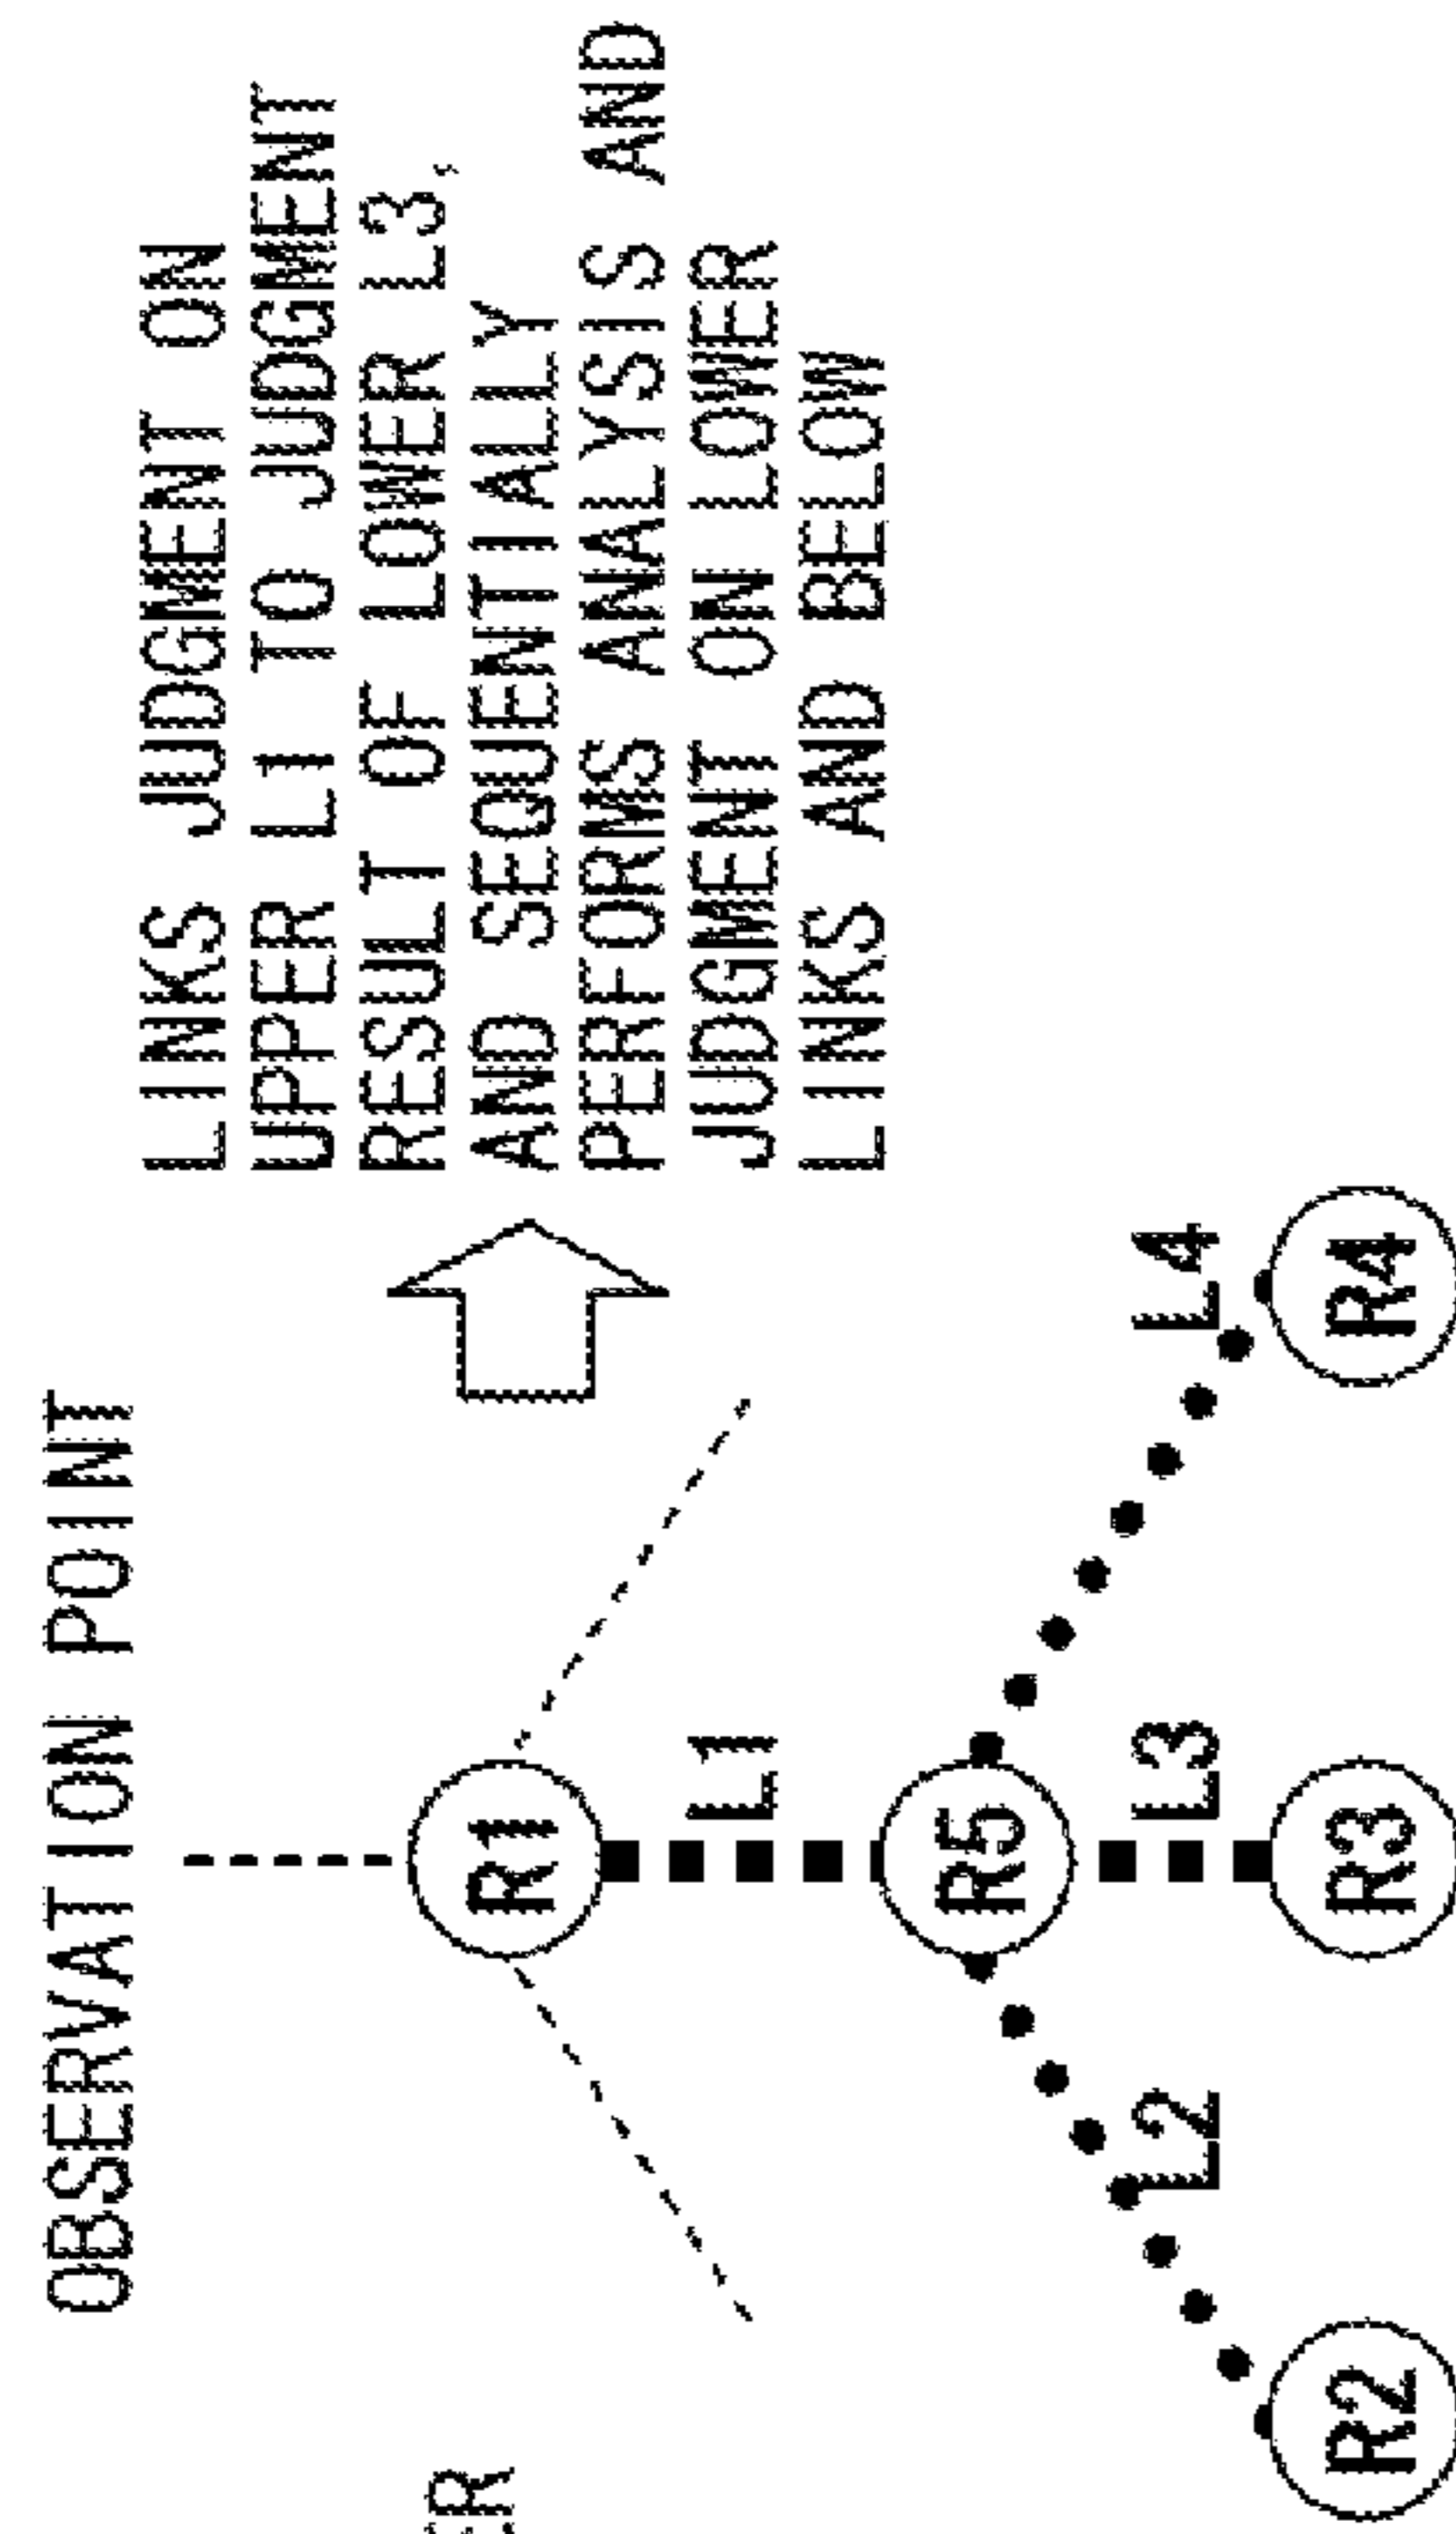 OBSERVATION POINT
LINKS JUDGMENT ON
UPPER L1 TO JUDGMENT
RESULT OF LOWER L3,
AND SEQUENTIALLY
PERFORMS ANALYSIS AND
JUDGMENT ON LOWER
LINKS AND BELOW
ER
R1
L1
R5
L2
L3
L4
R2
R3
R4